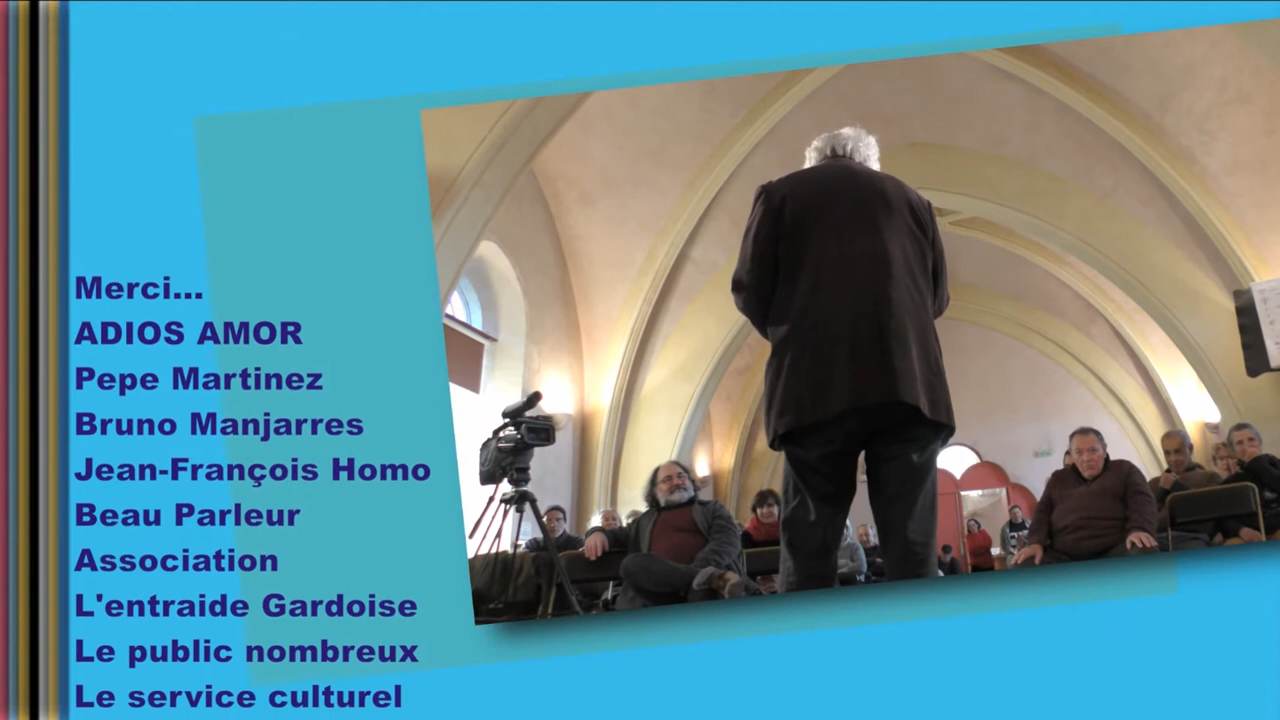 Merci...
ADIOS AMOR
Pepe Martinez
Bruno Manjarres
Jean-François Homo
Beau Parleur
Association
L'entraide Gardoise
Le public nombreux
Le service culturel